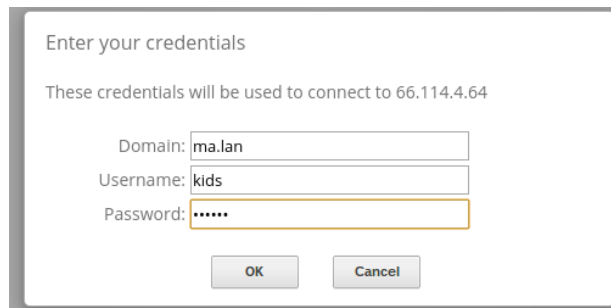 Enter your credentials
These credentials will be used to connect to 66.114.4.64
Domain: ma.lan
Username: kids
Password: ••••••
OK Cancel